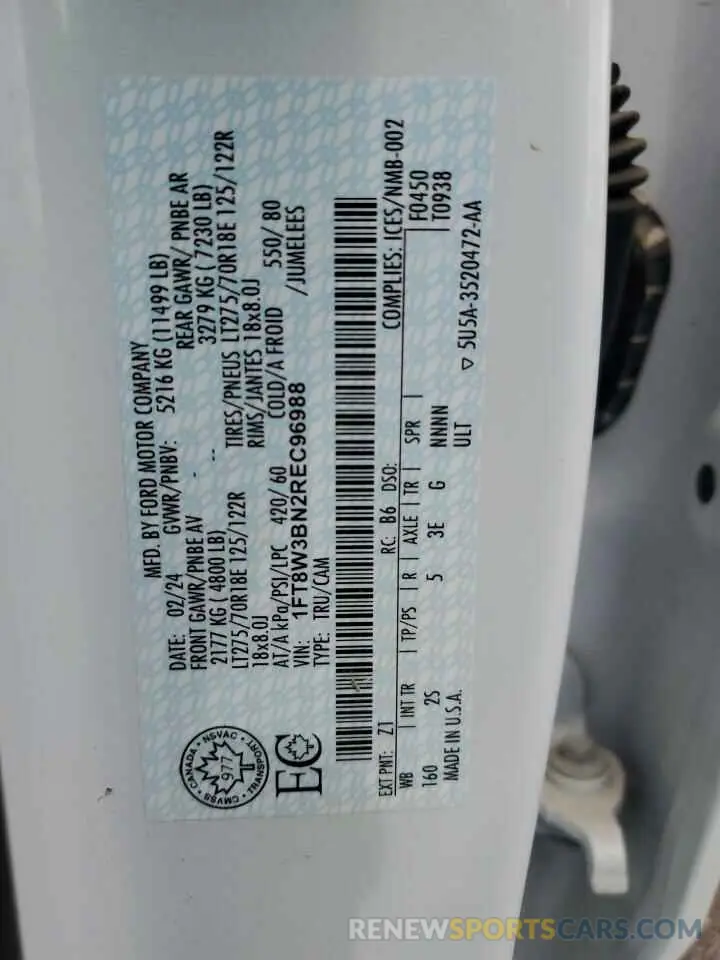 MFD. BY FORD MOTOR COMPANY
DATE: 02/24 GVWR/PNBV: 5216 KG (11499 LB)
FRONT GAWR/PNBE AV REAR GAWR/ PNBE AR
2177 KG ( 4800 LB) 3279 KG ( 7230 LB)
LT275/70R18E 125/122R TIRES/PNEUS LT275/70R18E 125/122R
18x8.0J RIMS/JANTES 18x8.0J
AT/A kPa/PSI/LPC 420/ 60 COLD/A FROID 550/ 80
VIN: 1FT8W3BN2REC96988 /JUMELEES
TYPE: TRU/CAM
CANADA • NSVAC • TRANSPORT • CMVSS •
977
EC
COMPLIES: ICES/NMB-002
EXT PNT: Z1 RC: B6 DSO: F0450
WB | INT TR | TP/PS | R | AXLE | TR | SPR | T0938
160 2S 5 3E G NNNN
MADE IN U.S.A. ULT
▽ 5U5A-3520472-AA
RENEWSPORTSCARS.COM